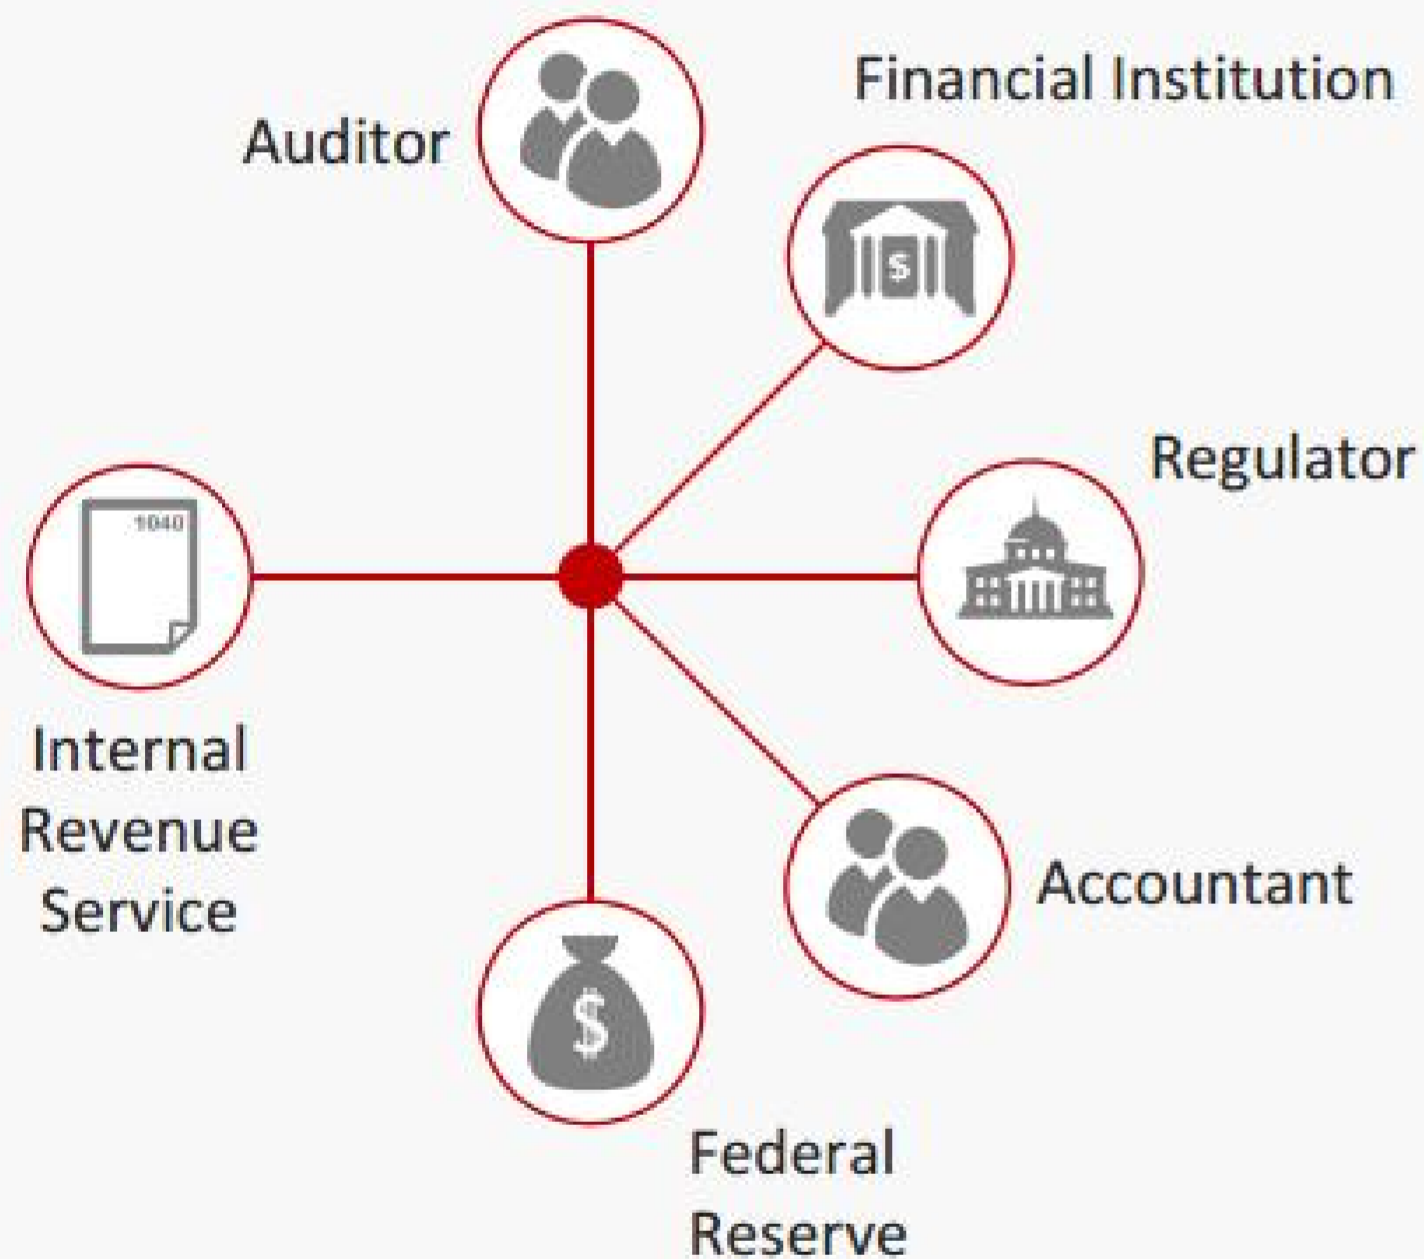 Financial Institution
Auditor
$
Regulator
1040
Internal
Revenue
Service
Accountant
$
Federal
Reserve